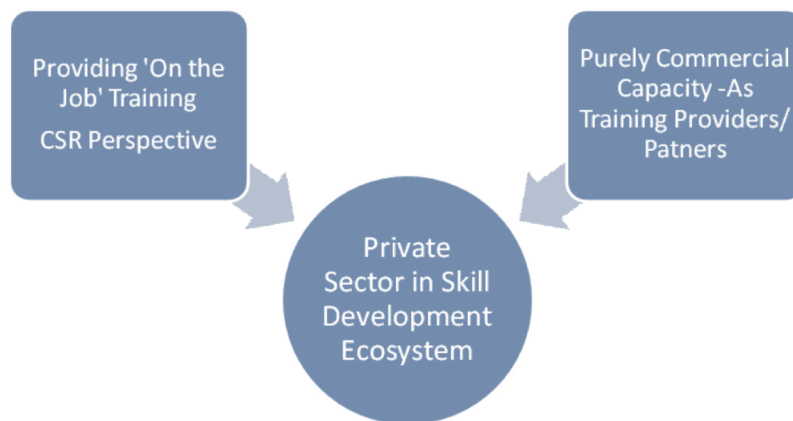 Providing 'On the
Job' Training
CSR Perspective
Purely Commercial
Capacity -As
Training Providers/
Patners
Private
Sector in Skill
Development
Ecosystem